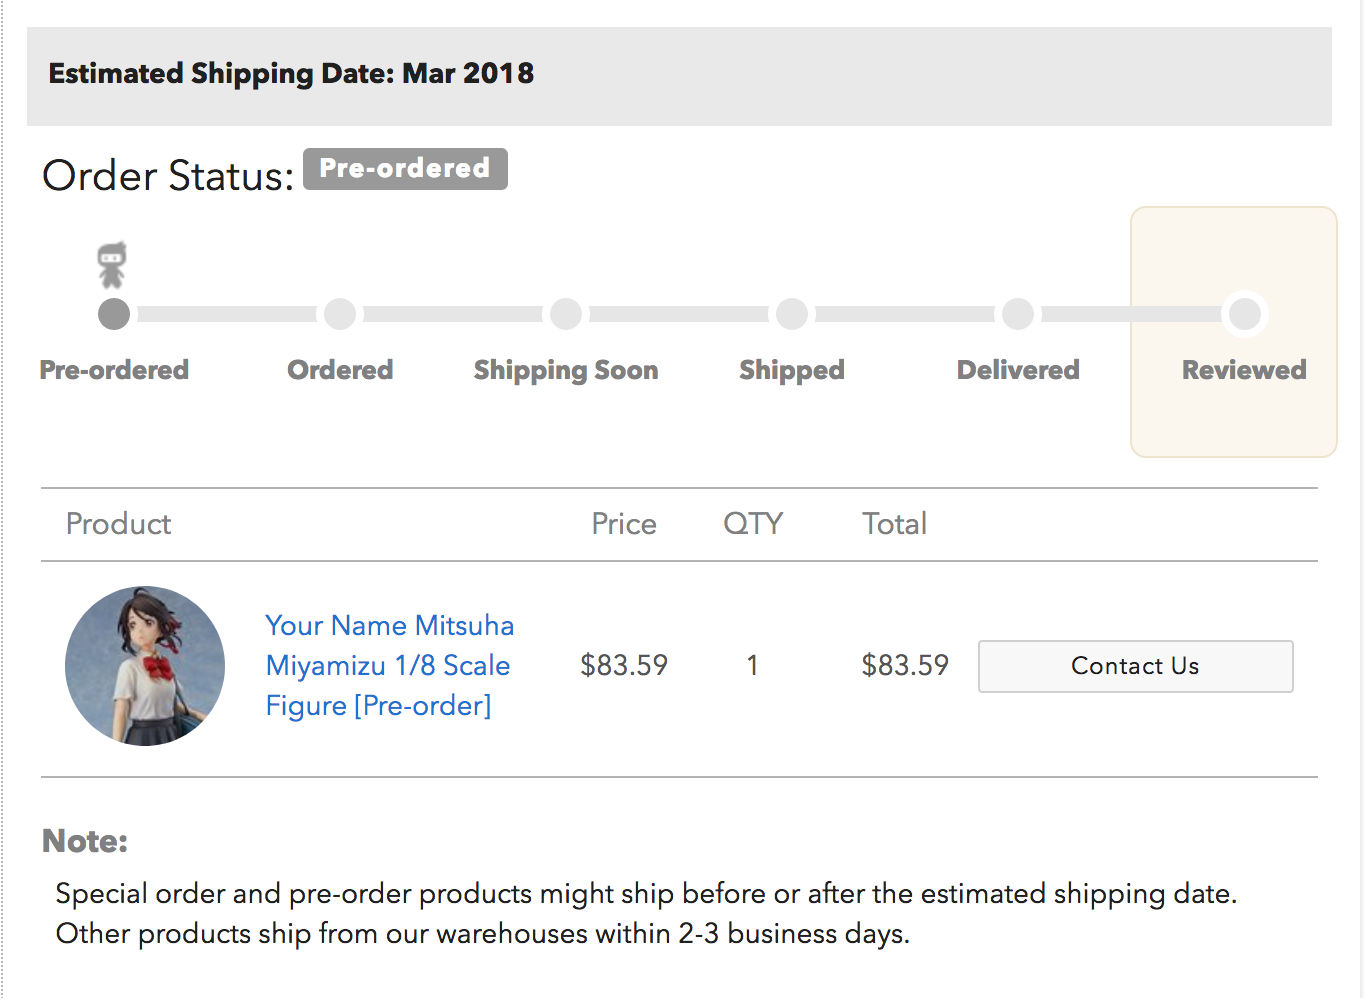 Estimated Shipping Date: Mar 2018
Order Status: Pre-ordered
Pre-ordered Ordered Shipping Soon Shipped Delivered Reviewed
Product Price QTY Total
Your Name Mitsuha
Miyamizu 1/8 Scale
Figure [Pre-order]
$83.59 1 $83.59 Contact Us
Note:
Special order and pre-order products might ship before or after the estimated shipping date.
Other products ship from our warehouses within 2-3 business days.